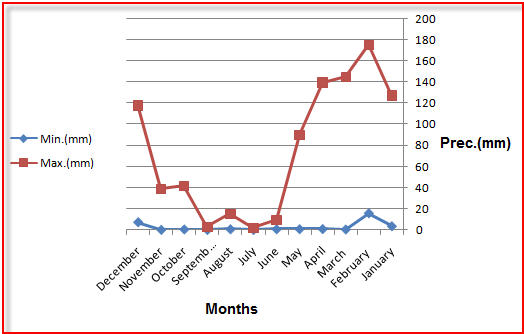 200
180
160
140
120
100
80
60
40
20
0
Min.(mm)
Max.(mm)
Prec.(mm)
December
November
October
Septemb...
August
July
June
May
April
March
February
January
Months